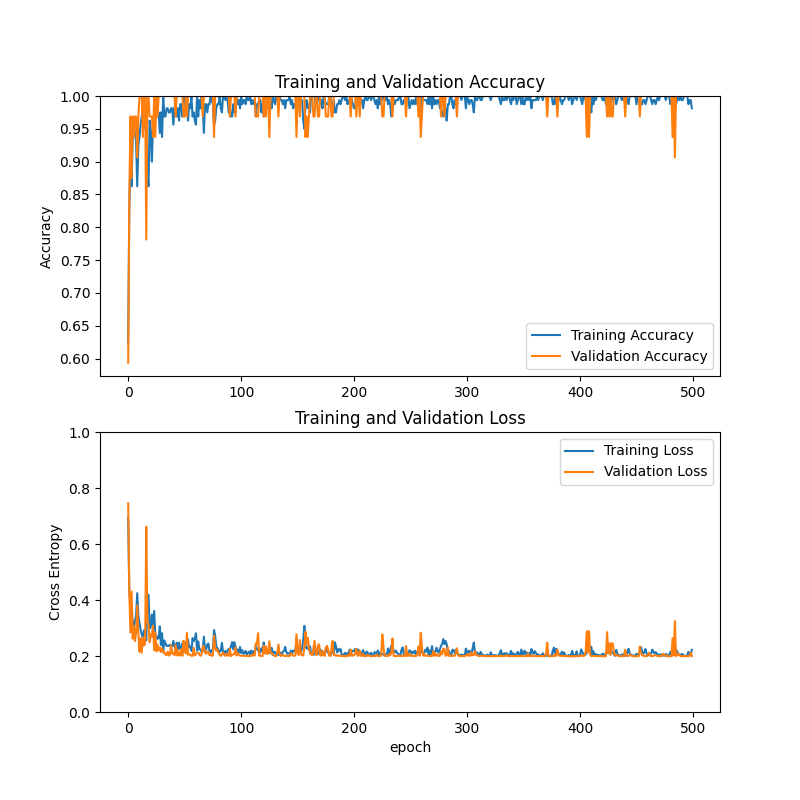 Training and Validation Accuracy
1.00
0.95
0.90
0.85
0.80
0.75
0.70
0.65
0.60
Accuracy
Training Accuracy
Validation Accuracy
0 100 200 300 400 500
Training and Validation Loss
1.0
0.8
0.6
0.4
0.2
0.0
Cross Entropy
Training Loss
Validation Loss
0 100 200 300 400 500
epoch